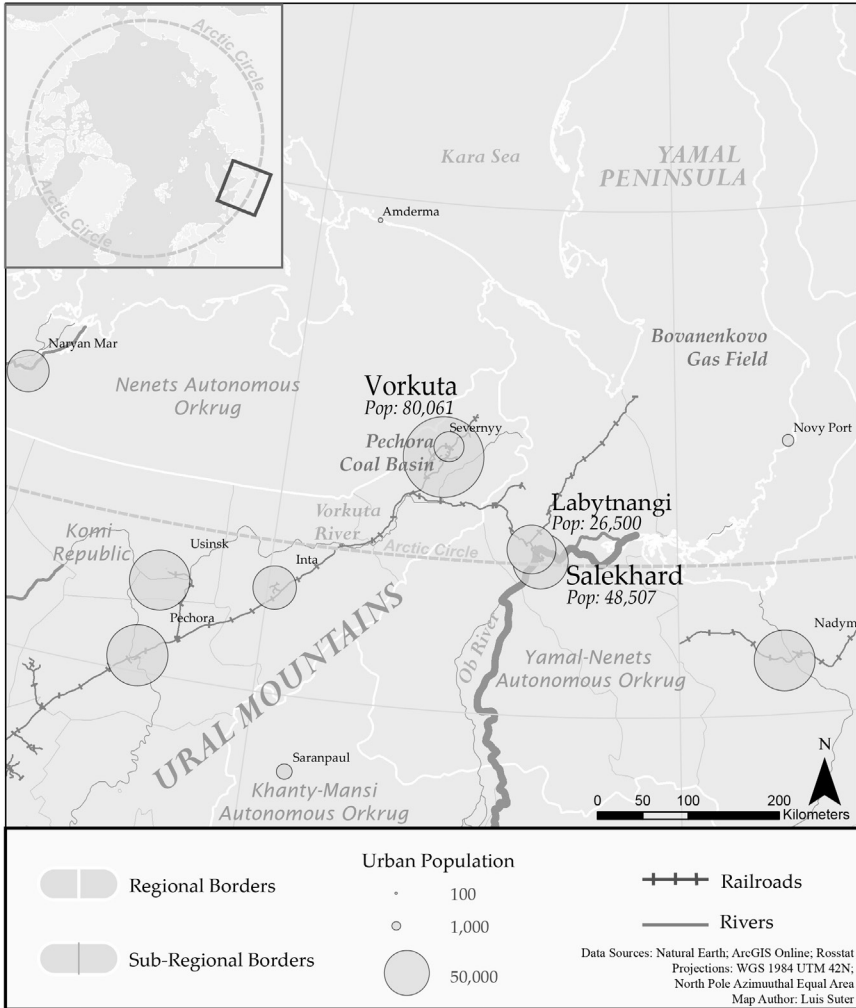 Arctic Circle
Arctic Circle
Kara Sea
YAMAL
PENINSULA
Amderma
Naryan Mar
Bovanenkovo
Gas Field
Nenets Autonomous
Orkrug
Vorkuta
Pop: 80,061
Severnyy
Novy Port
Pechora
Coal Basin
Vorkuta
River
Labytnangi
Pop: 26,500
Komi
Republic
Usinsk
Inta
Arctic Circle
Salekhard
Pop: 48,507
Pechora
Nadym
URAL MOUNTAINS
Ob River
Yamal-Nenets
Autonomous Orkrug
Saranpaul
Khanty-Mansi
Autonomous Orkrug
N
0 50 100 200
Kilometers
Urban Population
Regional Borders
100
Railroads
1,000
Rivers
Sub-Regional Borders
50,000
Data Sources: Natural Earth; ArcGIS Online; Rosstat
Projections: WGS 1984 UTM 42N;
North Pole Azimuuthal Equal Area
Map Author: Luis Suter